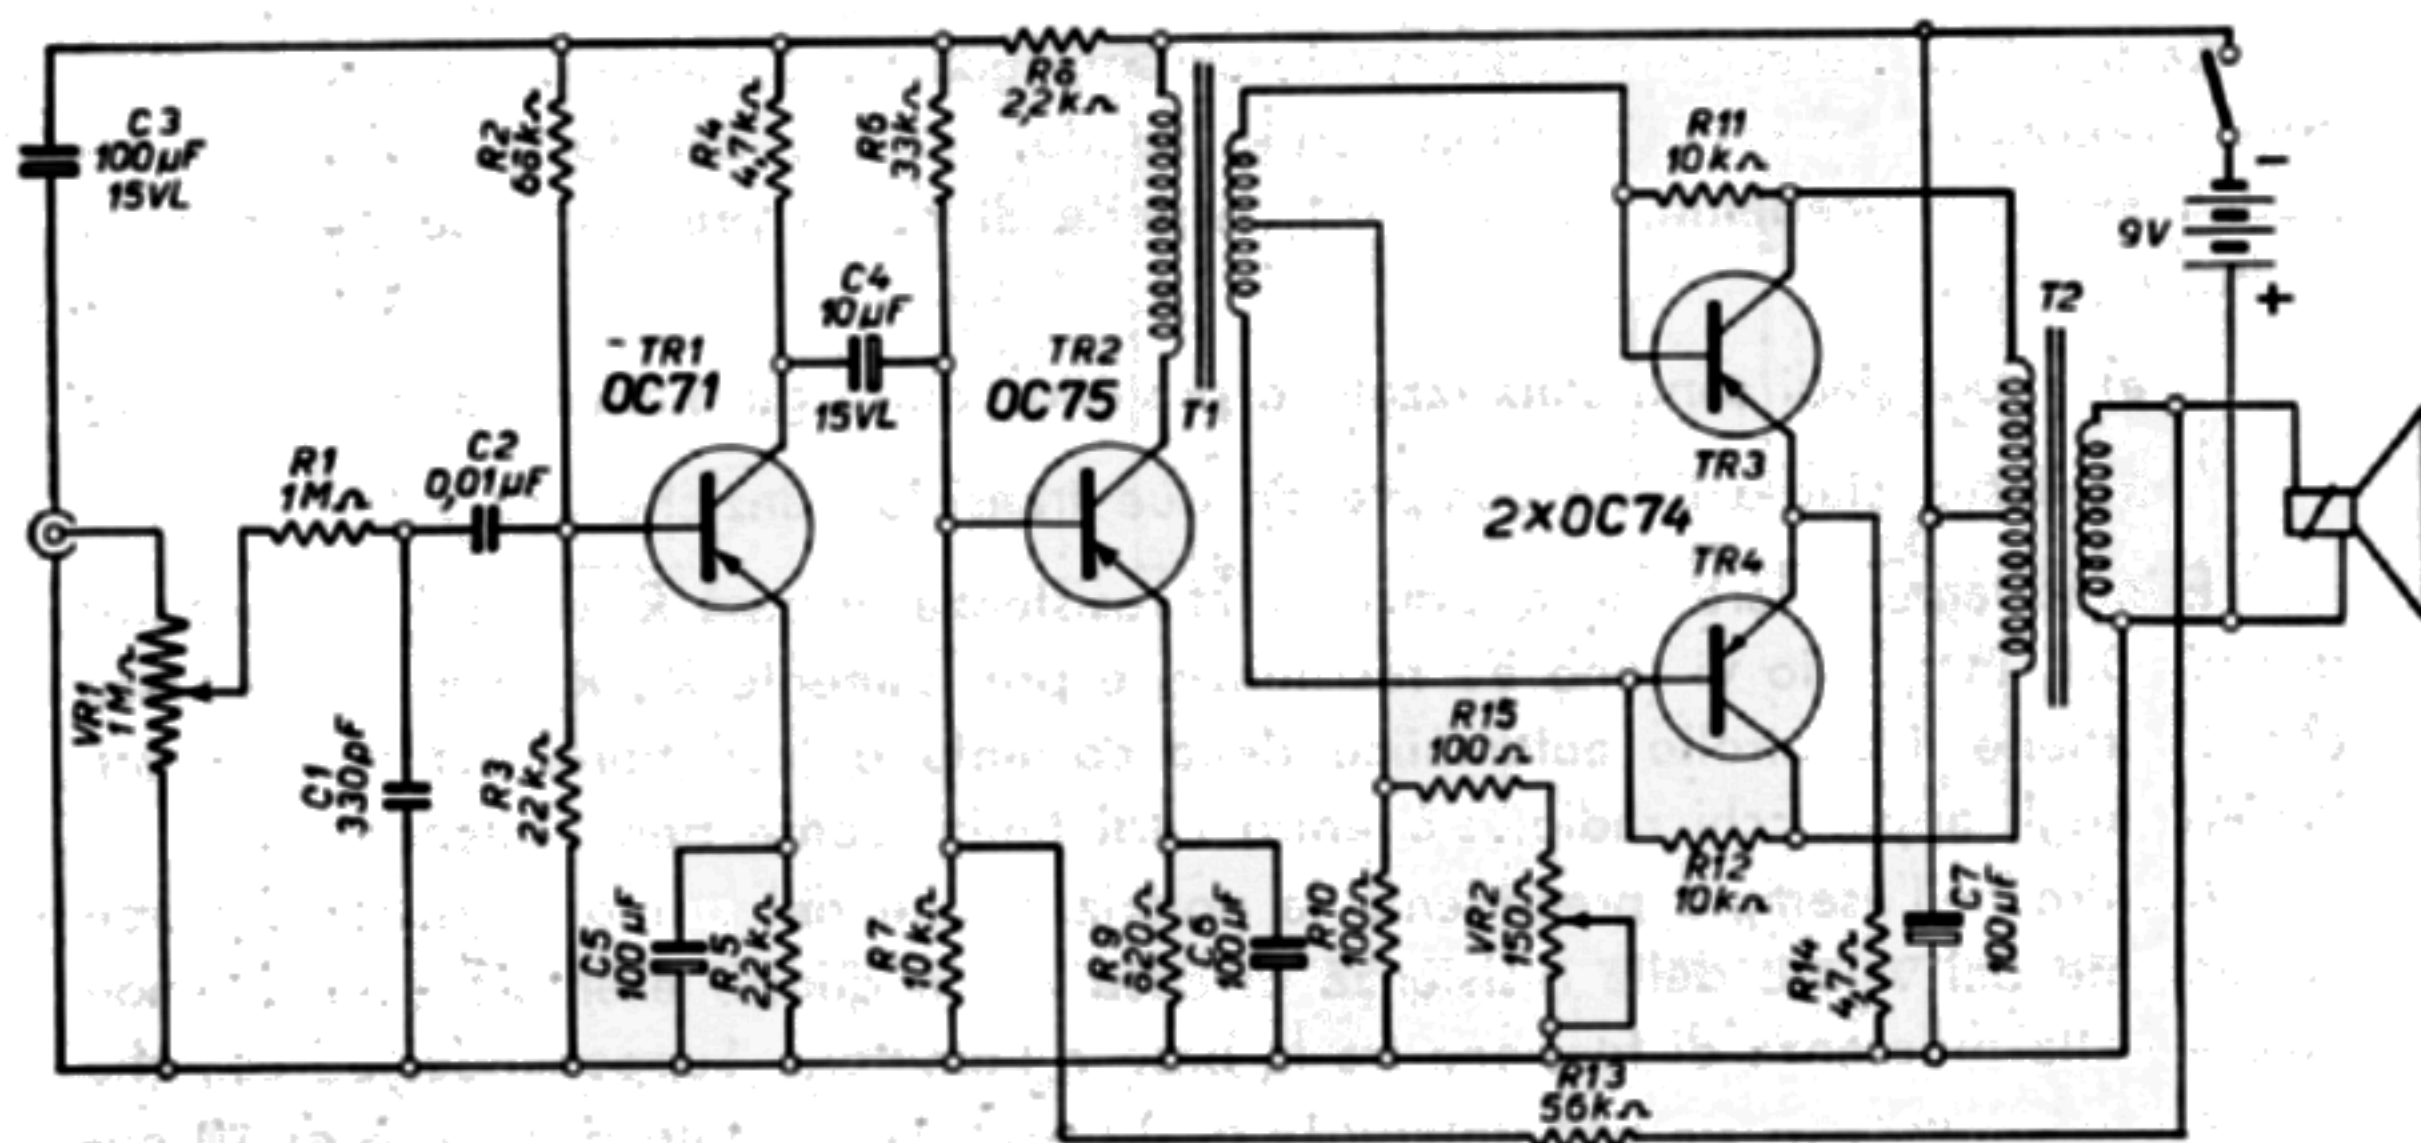 C3
100µF
15VL
R2
68kΩ
R4
4,7kΩ
R6
33kΩ
R8
2,2kΩ
R11
10kΩ
9V
-
+
T2
C4
10µF
15VL
TR1
OC71
TR2
OC75
T1
TR3
2XOC74
TR4
R1
1MΩ
C2
0,01µF
VR1
1MΩ
C1
330pF
R3
22kΩ
C5
100µF
R5
2,2kΩ
R7
10kΩ
R9
820Ω
C6
100µF
R10
100Ω
R15
100Ω
VR2
150Ω
R12
10kΩ
R14
4,7Ω
C7
100µF
R13
56kΩ